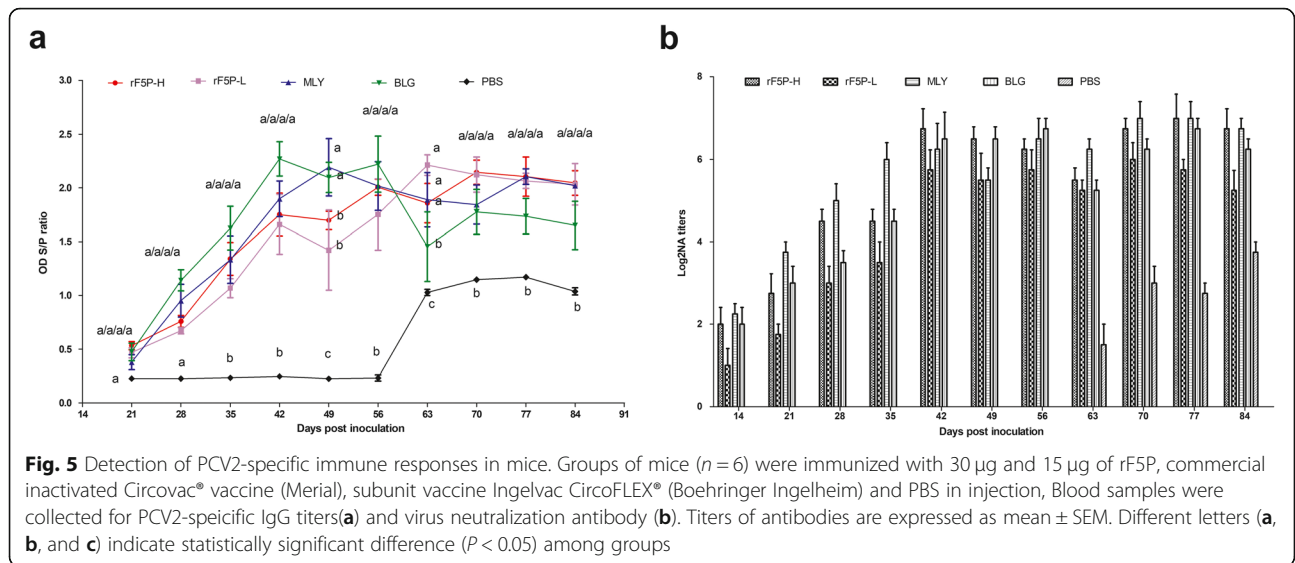 a
rF5P-H rF5P-L MLY BLG PBS
OD S/P ratio
3.0
2.5
2.0
1.5
1.0
0.5
0.0
a/a/a/a
a/a/a/a
a/a/a/a
a/a/a/a
a
a
b
b
a/a/a/a
a
a
b
a/a/a/a
a/a/a/a
a/a/a/a
a
a
b
b
c
b
c
b
b
b
14 21 28 35 42 49 56 63 70 77 84 91
Days post inoculation
b
rF5P-H rF5P-L MLY BLG PBS
Log2NA titers
8
6
4
2
0
14 21 28 35 42 49 56 63 70 77 84
Days post inoculation
Fig. 5 Detection of PCV2-specific immune responses in mice. Groups of mice (n = 6) were immunized with 30 μg and 15 μg of rF5P, commercial
inactivated Circovac® vaccine (Merial), subunit vaccine Ingelvac CircoFLEX® (Boehringer Ingelheim) and PBS in injection, Blood samples were
collected for PCV2-speicific IgG titers(a) and virus neutralization antibody (b). Titers of antibodies are expressed as mean ± SEM. Different letters (a,
b, and c) indicate statistically significant difference (P < 0.05) among groups